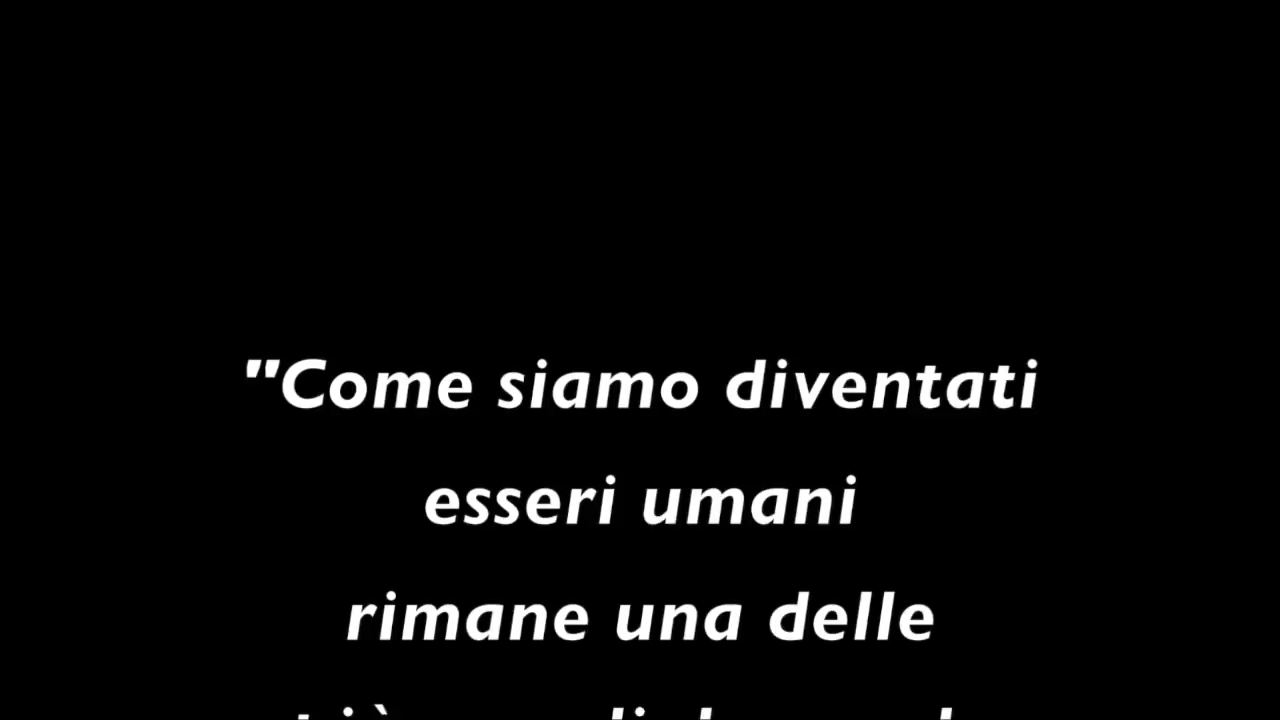 "Come siamo diventati
esseri umani
rimane una delle